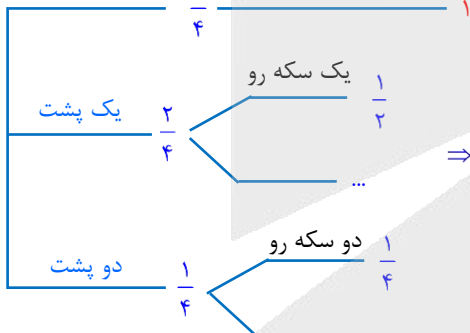 ۴ ۱
یک سکه رو ۱/۲
یک پشت ۲/۴
⇒
...
دو سکه رو ۱/۴
دو پشت ۱/۴